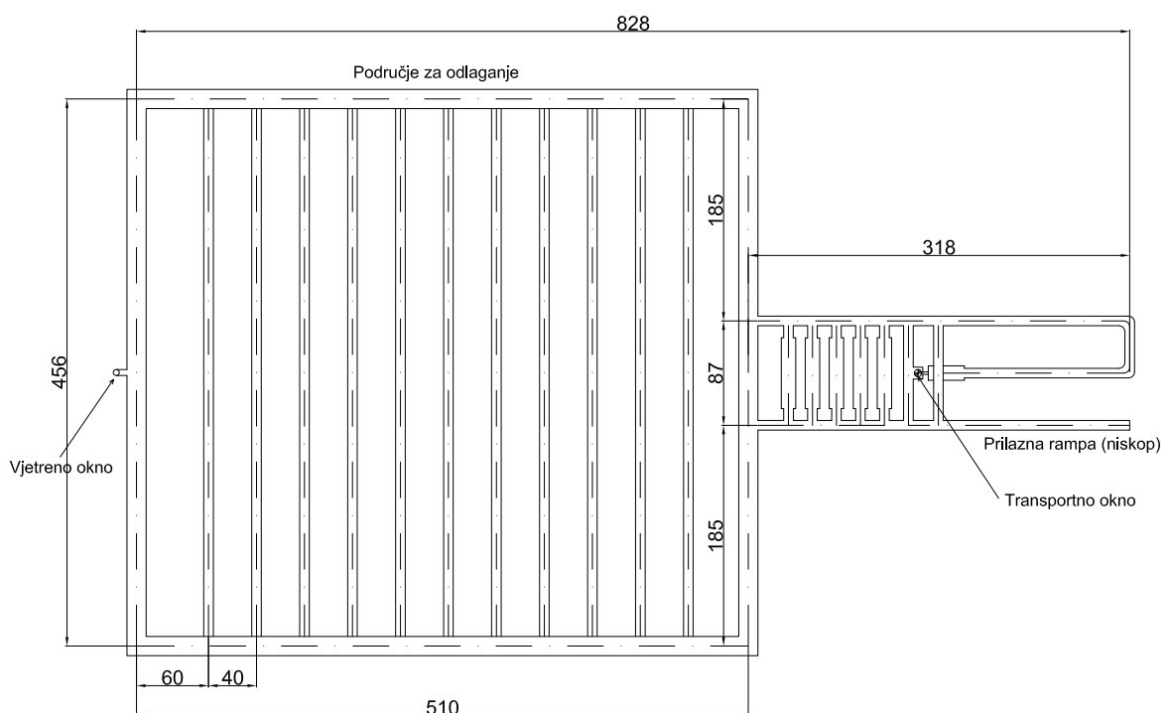 828
Područje za odlaganje
185
318
456
87
Vjetreno okno
Prilazna rampa (niskop)
Transportno okno
185
60
40
510